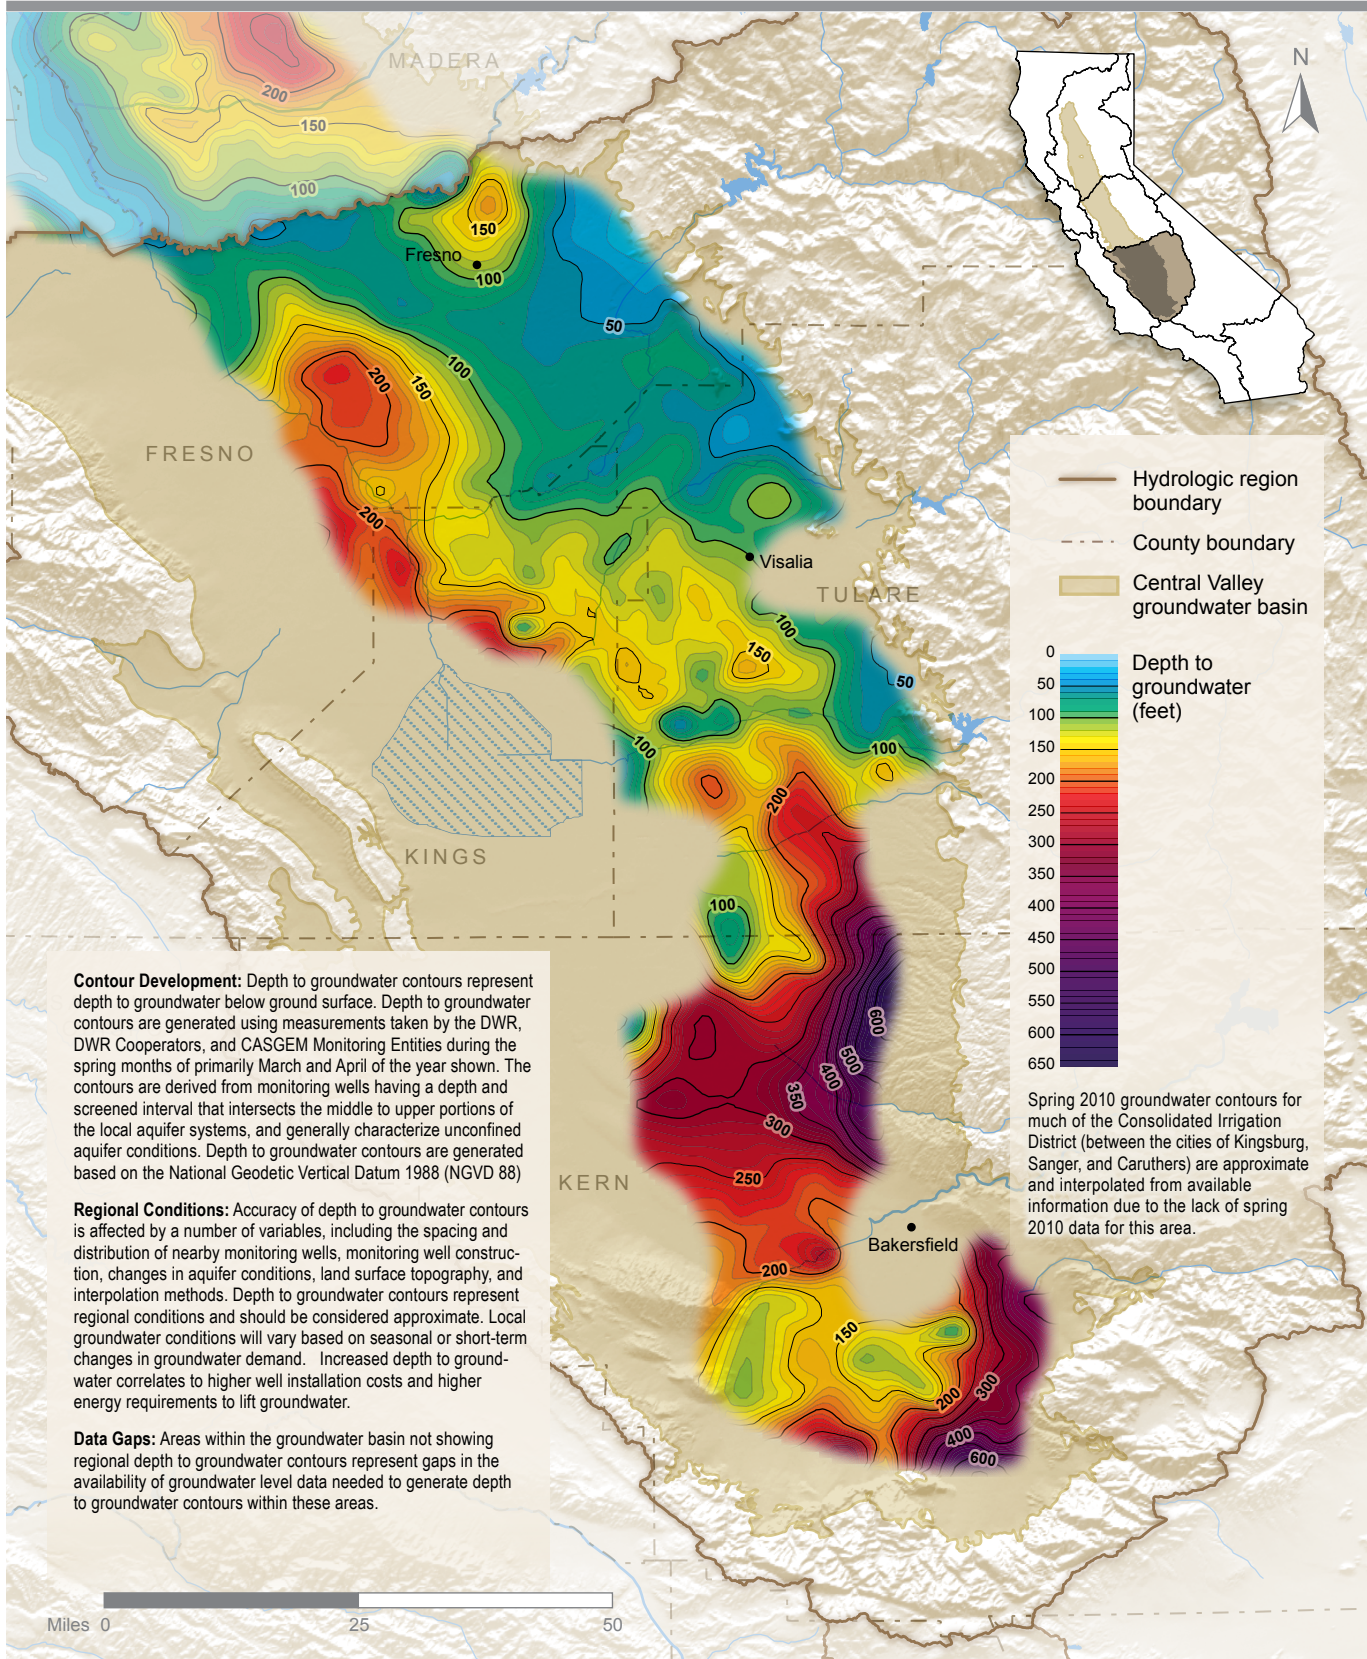 MADERA
N
200
150
100
150
Fresno
100
50
200
150
100
FRESNO
200
Visalia
TULARE
100
150
50
100
100
200
KINGS
100
600
500
400
350
300
250
KERN
Bakersfield
200
150
300
200
400
600
Hydrologic region
boundary
County boundary
Central Valley
groundwater basin
Depth to
groundwater
(feet)
0
50
100
150
200
250
300
350
400
450
500
550
600
650
Spring 2010 groundwater contours for
much of the Consolidated Irrigation
District (between the cities of Kingsburg,
Sanger, and Caruthers) are approximate
and interpolated from available
information due to the lack of spring
2010 data for this area.
Contour Development: Depth to groundwater contours represent
depth to groundwater below ground surface. Depth to groundwater
contours are generated using measurements taken by the DWR,
DWR Cooperators, and CASGEM Monitoring Entities during the
spring months of primarily March and April of the year shown. The
contours are derived from monitoring wells having a depth and
screened interval that intersects the middle to upper portions of
the local aquifer systems, and generally characterize unconfined
aquifer conditions. Depth to groundwater contours are generated
based on the National Geodetic Vertical Datum 1988 (NGVD 88)
Regional Conditions: Accuracy of depth to groundwater contours
is affected by a number of variables, including the spacing and
distribution of nearby monitoring wells, monitoring well construc-
tion, changes in aquifer conditions, land surface topography, and
interpolation methods. Depth to groundwater contours represent
regional conditions and should be considered approximate. Local
groundwater conditions will vary based on seasonal or short-term
changes in groundwater demand. Increased depth to ground-
water correlates to higher well installation costs and higher
energy requirements to lift groundwater.
Data Gaps: Areas within the groundwater basin not showing
regional depth to groundwater contours represent gaps in the
availability of groundwater level data needed to generate depth
to groundwater contours within these areas.
Miles 0 25 50